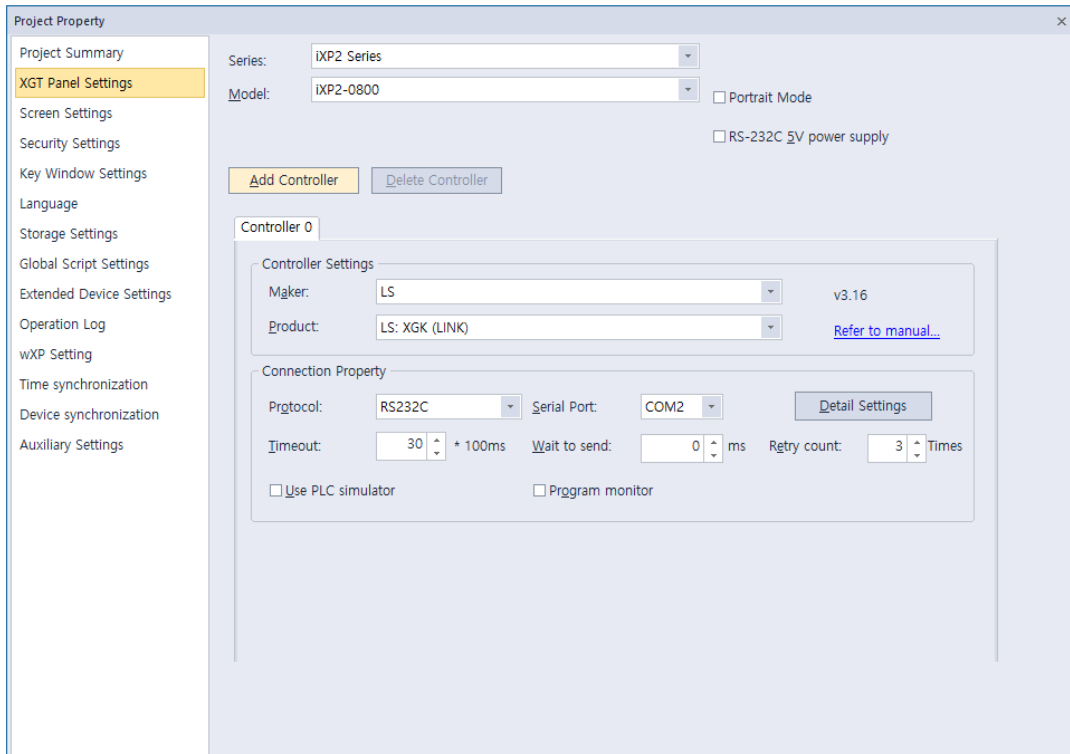 Project Property
Project Summary
XGT Panel Settings
Screen Settings
Security Settings
Key Window Settings
Language
Storage Settings
Global Script Settings
Extended Device Settings
Operation Log
wXP Setting
Time synchronization
Device synchronization
Auxiliary Settings
Series: iXP2 Series
Model: iXP2-0800
Portrait Mode
RS-232C 5V power supply
Add Controller Delete Controller
Controller 0
Controller Settings
Maker: LS v3.16
Product: LS: XGK (LINK) Refer to manual...
Connection Property
Protocol: RS232C Serial Port: COM2 Detail Settings
Timeout: 30 * 100ms Wait to send: 0 ms Retry count: 3 Times
Use PLC simulator Program monitor